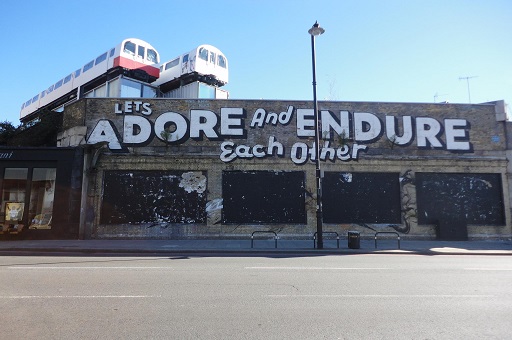 LETS
ADORE And ENDURE
Each Other